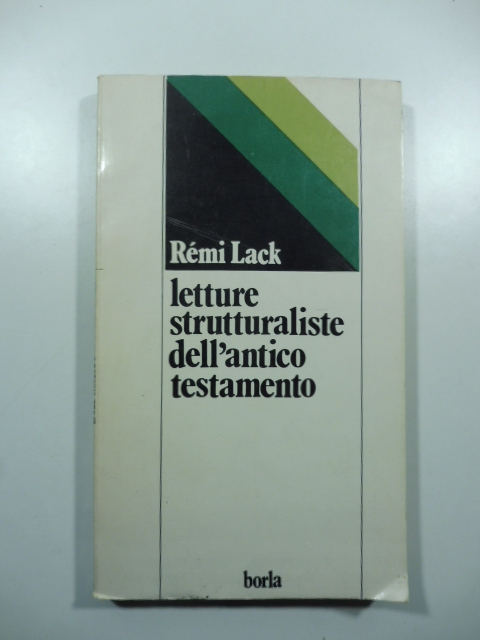 Rémi Lack
letture
strutturaliste
dell'antico
testamento
borla